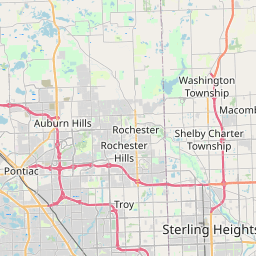 Washington
Township
Macomb
Auburn Hills
Rochester
Shelby Charter
Township
Rochester
Hills
Pontiac
Troy
Sterling Heights